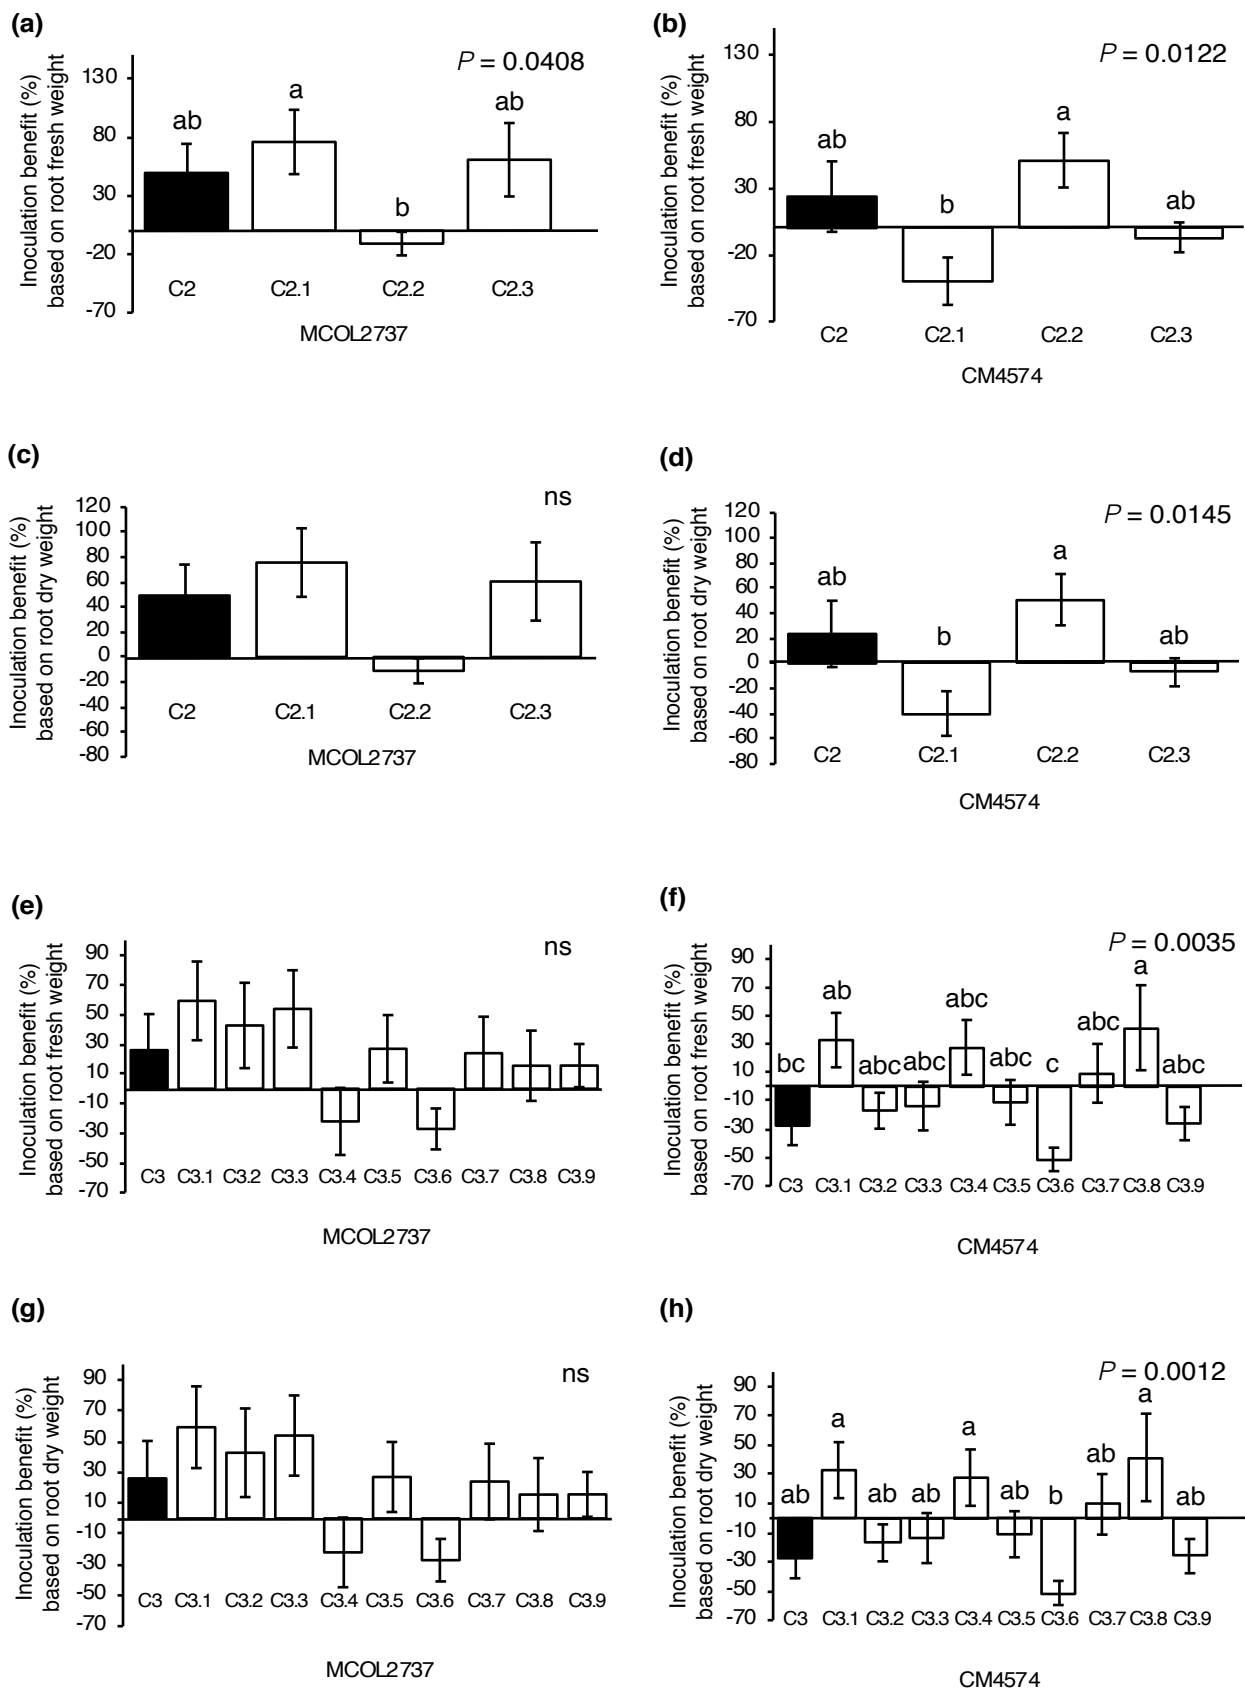 (a)
Inoculation benefit (%)
based on root fresh weight
130
80
30
-20
-70
P = 0.0408
ab
a
b
ab
C2
C2.1
C2.2
C2.3
MCOL2737
(b)
Inoculation benefit (%)
based on root fresh weight
130
80
30
-20
-70
P = 0.0122
ab
b
a
ab
C2
C2.1
C2.2
C2.3
CM4574
(c)
Inoculation benefit (%)
based on root dry weight
120
100
80
60
40
20
0
-20
-40
-60
-80
ns
C2
C2.1
C2.2
C2.3
MCOL2737
(d)
Inoculation benefit (%)
based on root dry weight
120
100
80
60
40
20
0
-20
-40
-60
-80
P = 0.0145
ab
b
a
ab
C2
C2.1
C2.2
C2.3
CM4574
(e)
Inoculation benefit (%)
based on root fresh weight
90
70
50
30
10
-10
-30
-50
-70
ns
C3
C3.1
C3.2
C3.3
C3.4
C3.5
C3.6
C3.7
C3.8
C3.9
MCOL2737
(f)
Inoculation benefit (%)
based on root fresh weight
90
70
50
30
10
-10
-30
-50
-70
P = 0.0035
bc
ab
abc
abc
abc
abc
c
abc
a
abc
C3
C3.1
C3.2
C3.3
C3.4
C3.5
C3.6
C3.7
C3.8
C3.9
CM4574
(g)
Inoculation benefit (%)
based on root dry weight
90
70
50
30
10
-10
-30
-50
-70
ns
C3
C3.1
C3.2
C3.3
C3.4
C3.5
C3.6
C3.7
C3.8
C3.9
MCOL2737
(h)
Inoculation benefit (%)
based on root dry weight
90
70
50
30
10
-10
-30
-50
-70
P = 0.0012
ab
a
ab
ab
a
ab
b
ab
a
ab
C3
C3.1
C3.2
C3.3
C3.4
C3.5
C3.6
C3.7
C3.8
C3.9
CM4574